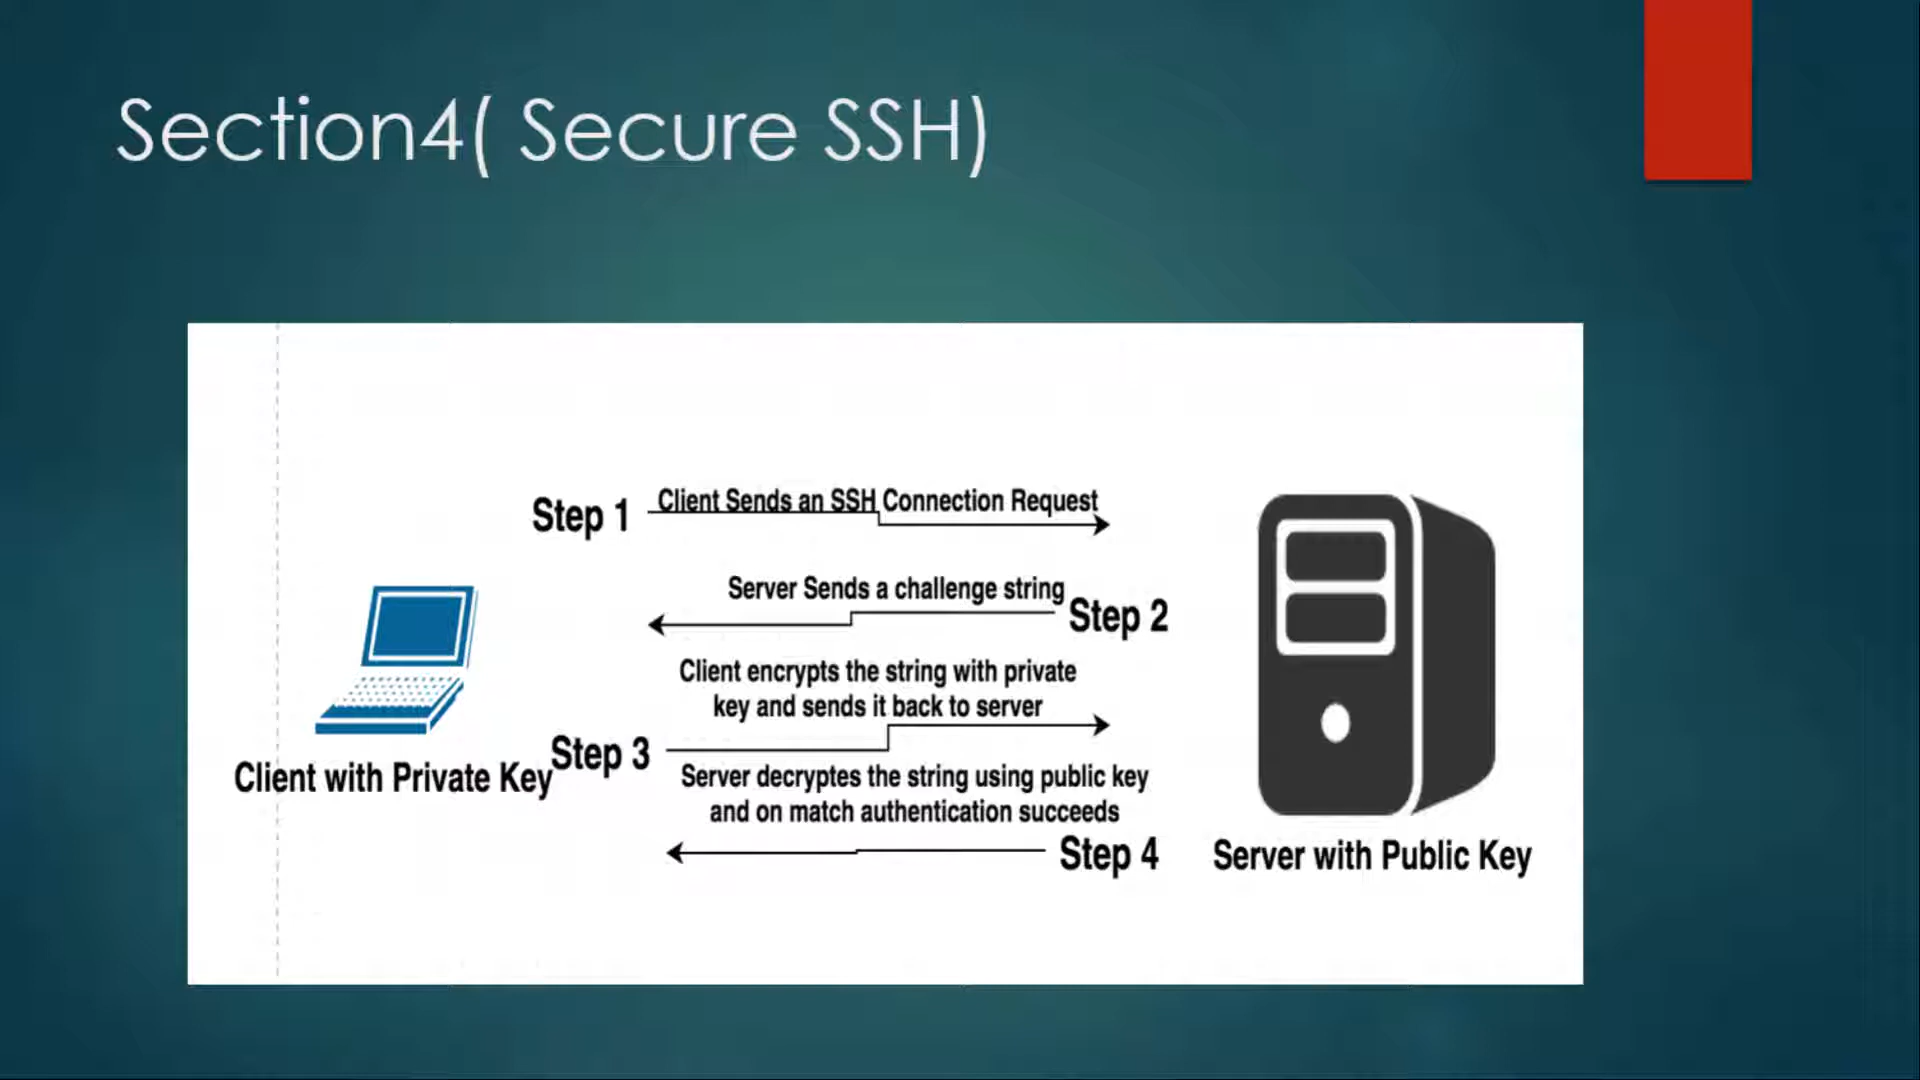 Section4( Secure SSH)
Step 1
Client Sends an SSH Connection Request
Server Sends a challenge string
Step 2
Client encrypts the string with private
key and sends it back to server
Step 3
Client with Private Key
Server decryptes the string using public key
and on match authentication succeeds
Step 4
Server with Public Key